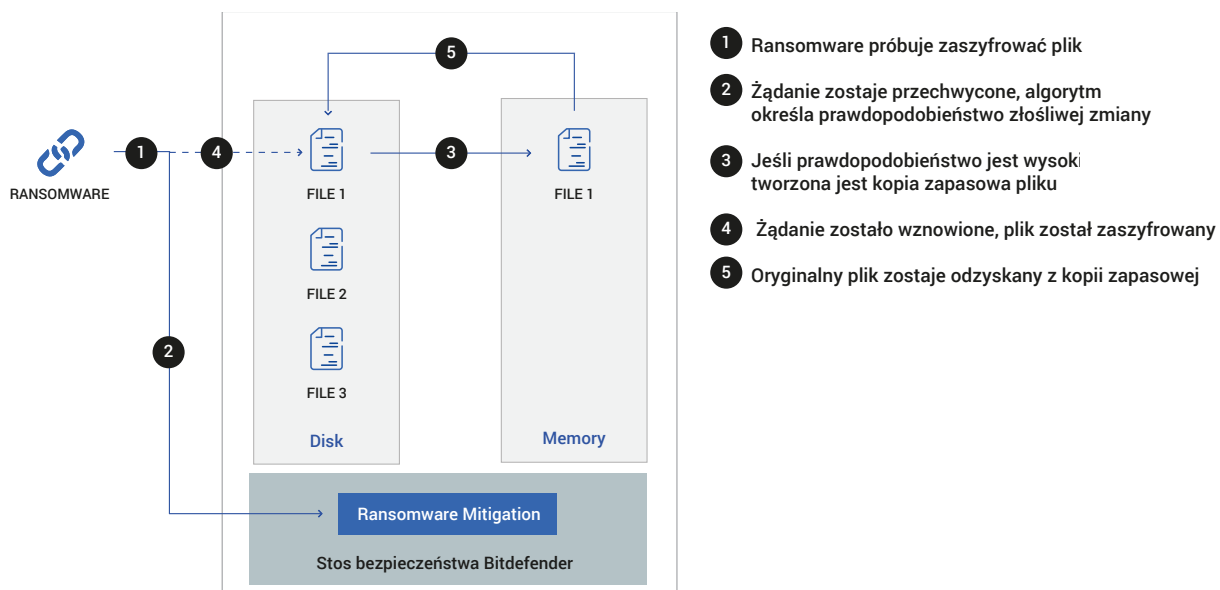 RANSOMWARE
1
4
5
3
2
FILE 1
FILE 2
FILE 3
Disk
FILE 1
Memory
Ransomware Mitigation
Stos bezpieczeństwa Bitdefender
1 Ransomware próbuje zaszyfrować plik
2 Żądanie zostaje przechwycone, algorytm
określa prawdopodobieństwo złośliwej zmiany
3 Jeśli prawdopodobieństwo jest wysoki
tworzona jest kopia zapasowa pliku
4 Żądanie zostało wznowione, plik został zaszyfrowany
5 Oryginalny plik zostaje odzyskany z kopii zapasowej